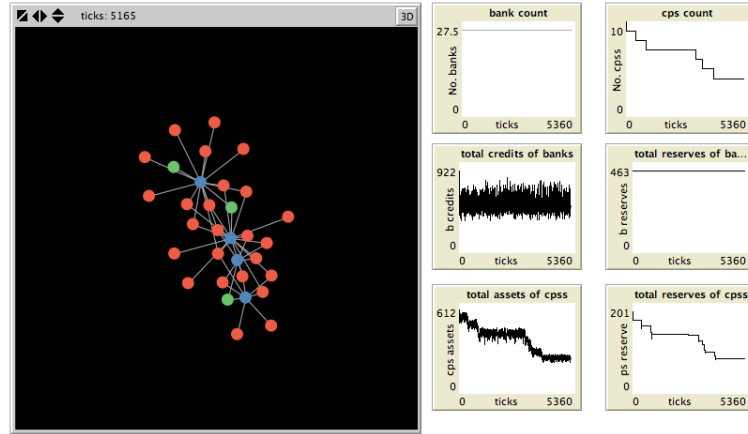 ticks: 5165
3D
bank count
27.5
No. banks
0
0 ticks 5360
cps count
10
No. cpss
0
0 ticks 5360
total credits of banks
922
b credits
0
0 ticks 5360
total reserves of ba...
463
b reserves
0
0 ticks 5360
total assets of cpss
612
cps assets
0
0 ticks 5360
total reserves of cpss
201
ps reserve
0
0 ticks 5360